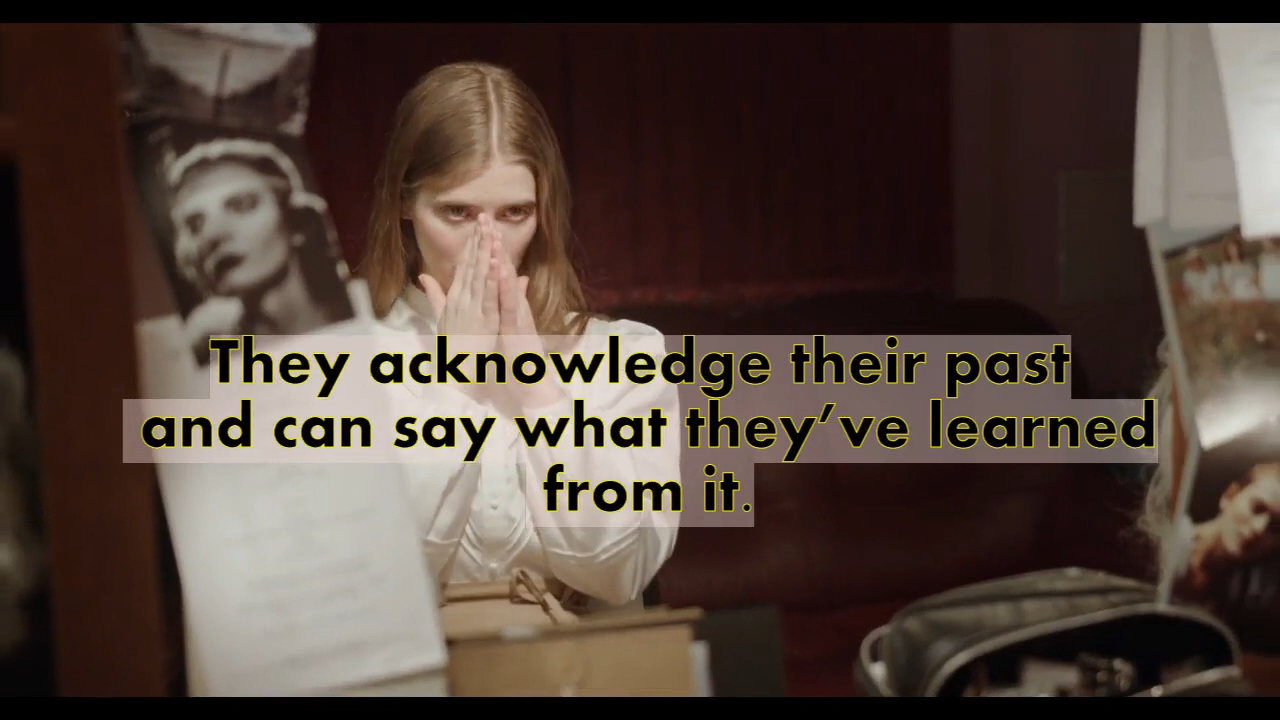 They acknowledge their past
and can say what they’ve learned
from it.